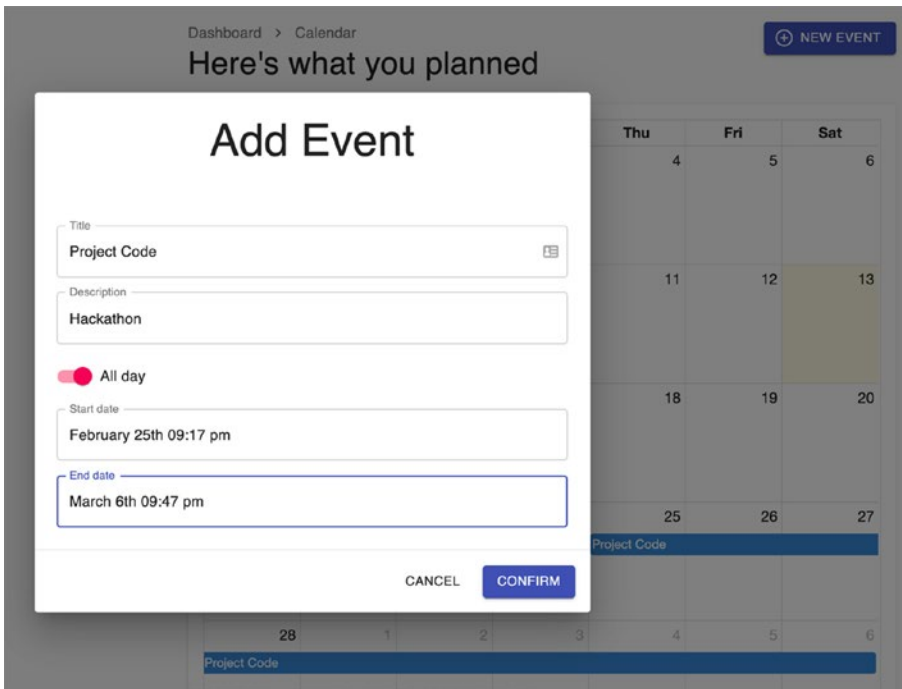 Dashboard > Calendar
NEW EVENT
Here's what you planned
Add Event
Title
Project Code
Description
Hackathon
All day
Start date
February 25th 09:17 pm
End date
March 6th 09:47 pm
CANCEL CONFIRM
Thu Fri Sat
4 5 6
11 12 13
18 19 20
25 26 27
Project Code
28 1 2 3 4 5 6
Project Code